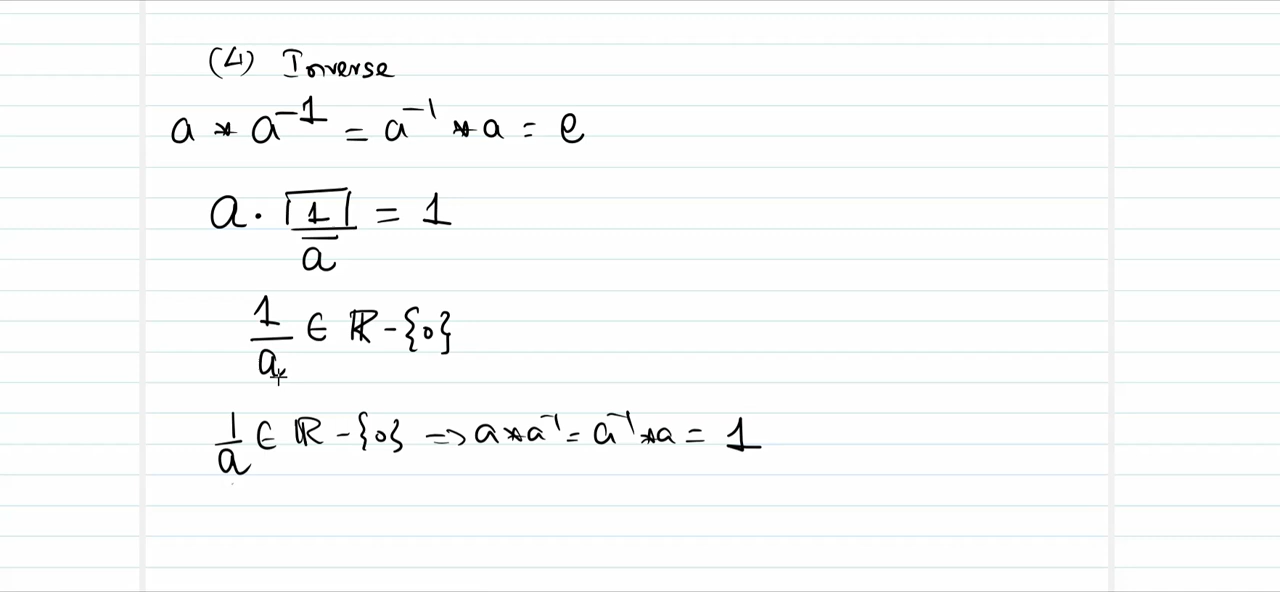 (4) Inverse
a * a⁻¹ = a⁻¹ * a = e
a · 1/a = 1
1/a ∈ ℝ - {0}
1/a ∈ ℝ - {0} => a * a⁻¹ = a⁻¹ * a = 1